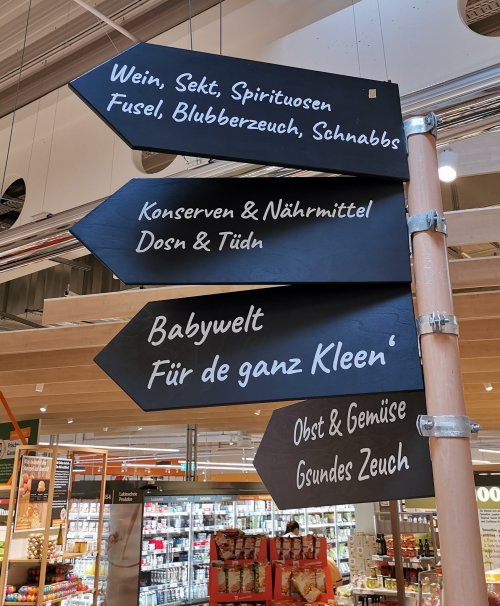 Wein, Sekt, Spirituosen
Fusel, Blubberzeuch, Schnabbs
Konserven & Nährmittel
Dosn & Tüdn
Babywelt
Für de ganz Kleen‘
Obst & Gemüse
Gsundes Zeuch